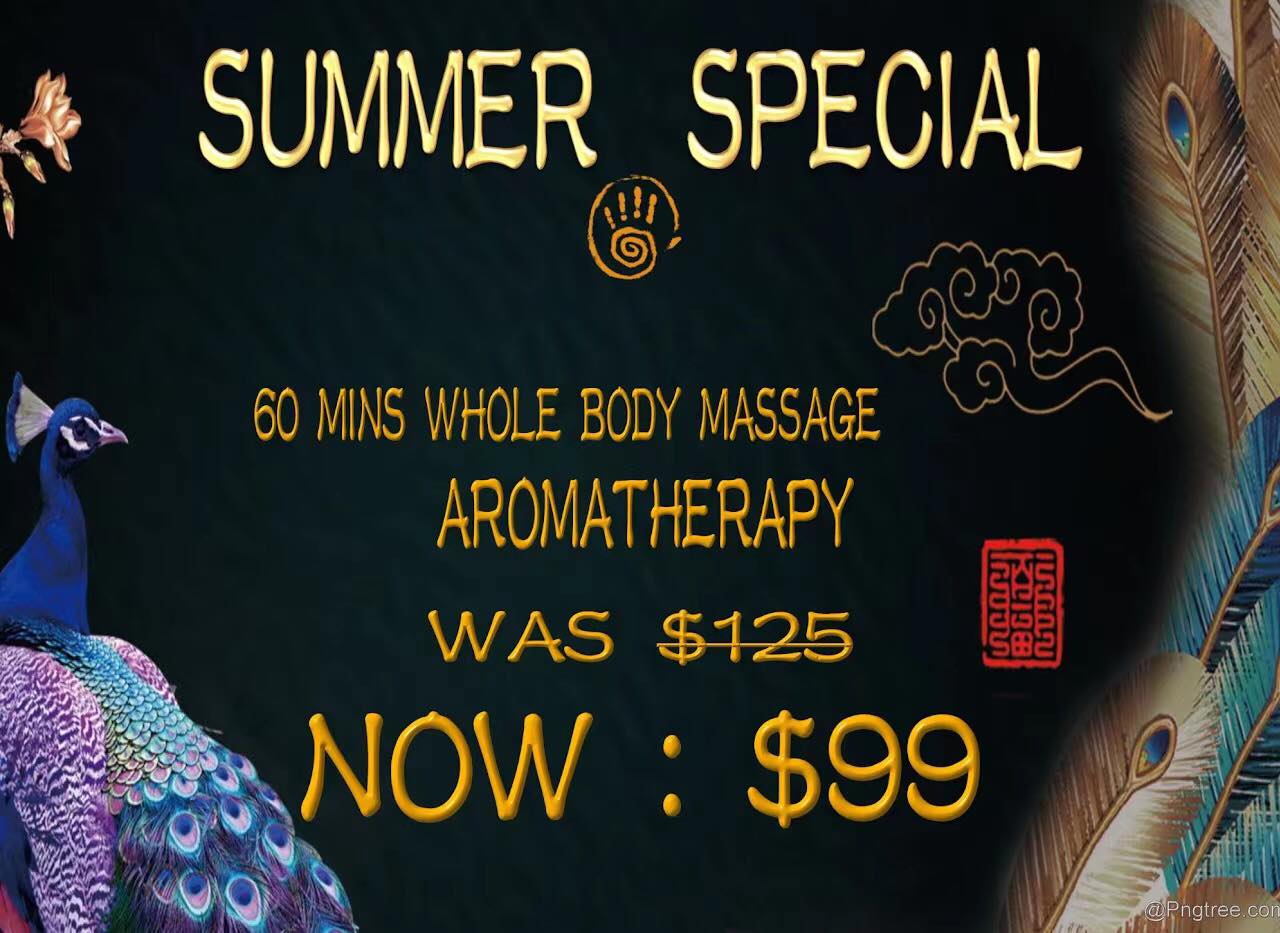 SUMMER SPECIAL
60 MINS WHOLE BODY MASSAGE
AROMATHERAPY
WAS $125
NOW : $99
@Pngtree.com